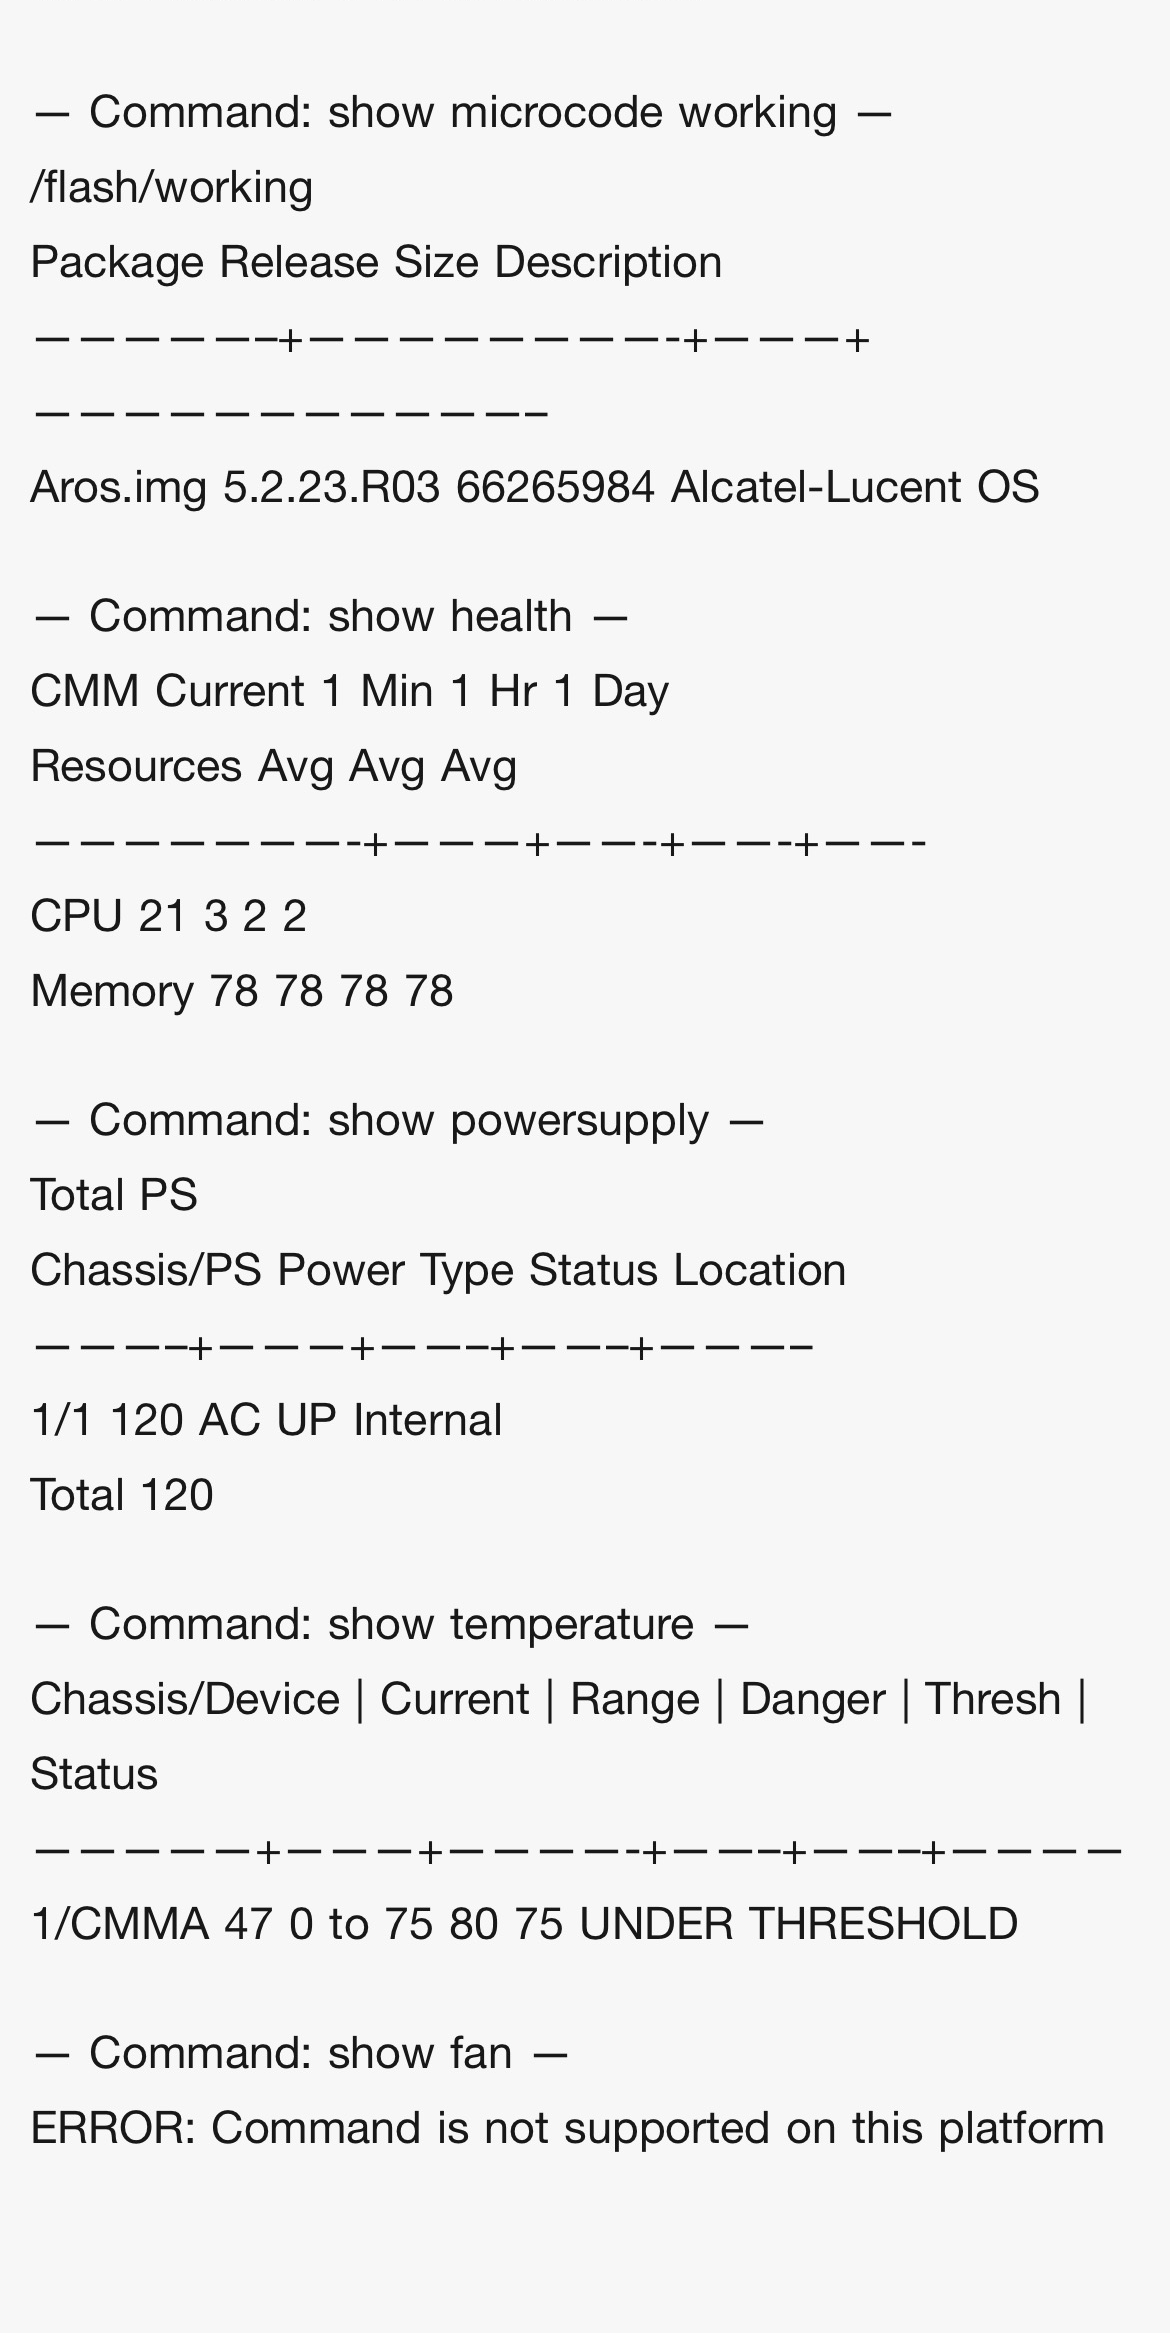 — Command: show microcode working —
/flash/working
Package Release Size Description
—————–+————————-+———+
———————————–
Aros.img 5.2.23.R03 66265984 Alcatel-Lucent OS
— Command: show health —
CMM Current 1 Min 1 Hr 1 Day
Resources Avg Avg Avg
———————-+———+——-+——-+——-
CPU 21 3 2 2
Memory 78 78 78 78
— Command: show powersupply —
Total PS
Chassis/PS Power Type Status Location
———–+———+——–+——–+———–
1/1 120 AC UP Internal
Total 120
— Command: show temperature —
Chassis/Device | Current | Range | Danger | Thresh |
Status
—————+———+————-+——–+——–+————
1/CMMA 47 0 to 75 80 75 UNDER THRESHOLD
— Command: show fan —
ERROR: Command is not supported on this platform